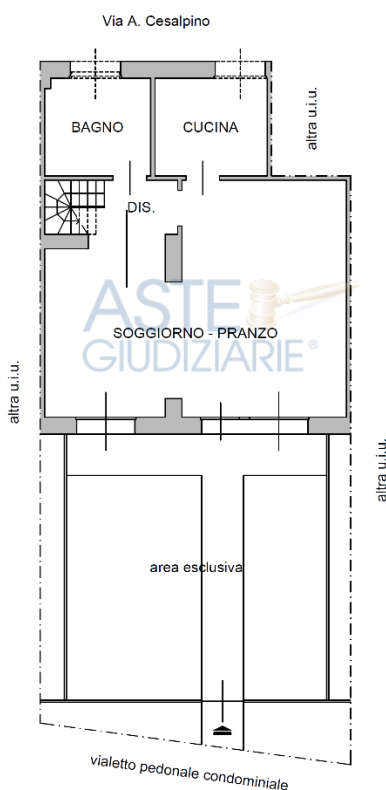 Via A. Cesalpino
BAGNO
CUCINA
altra u.i.u.
DIS.
ASTE
GIUDIZIARIE®
SOGGIORNO - PRANZO
altra u.i.u.
altra u.i.u.
area esclusiva
vialetto pedonale condominiale